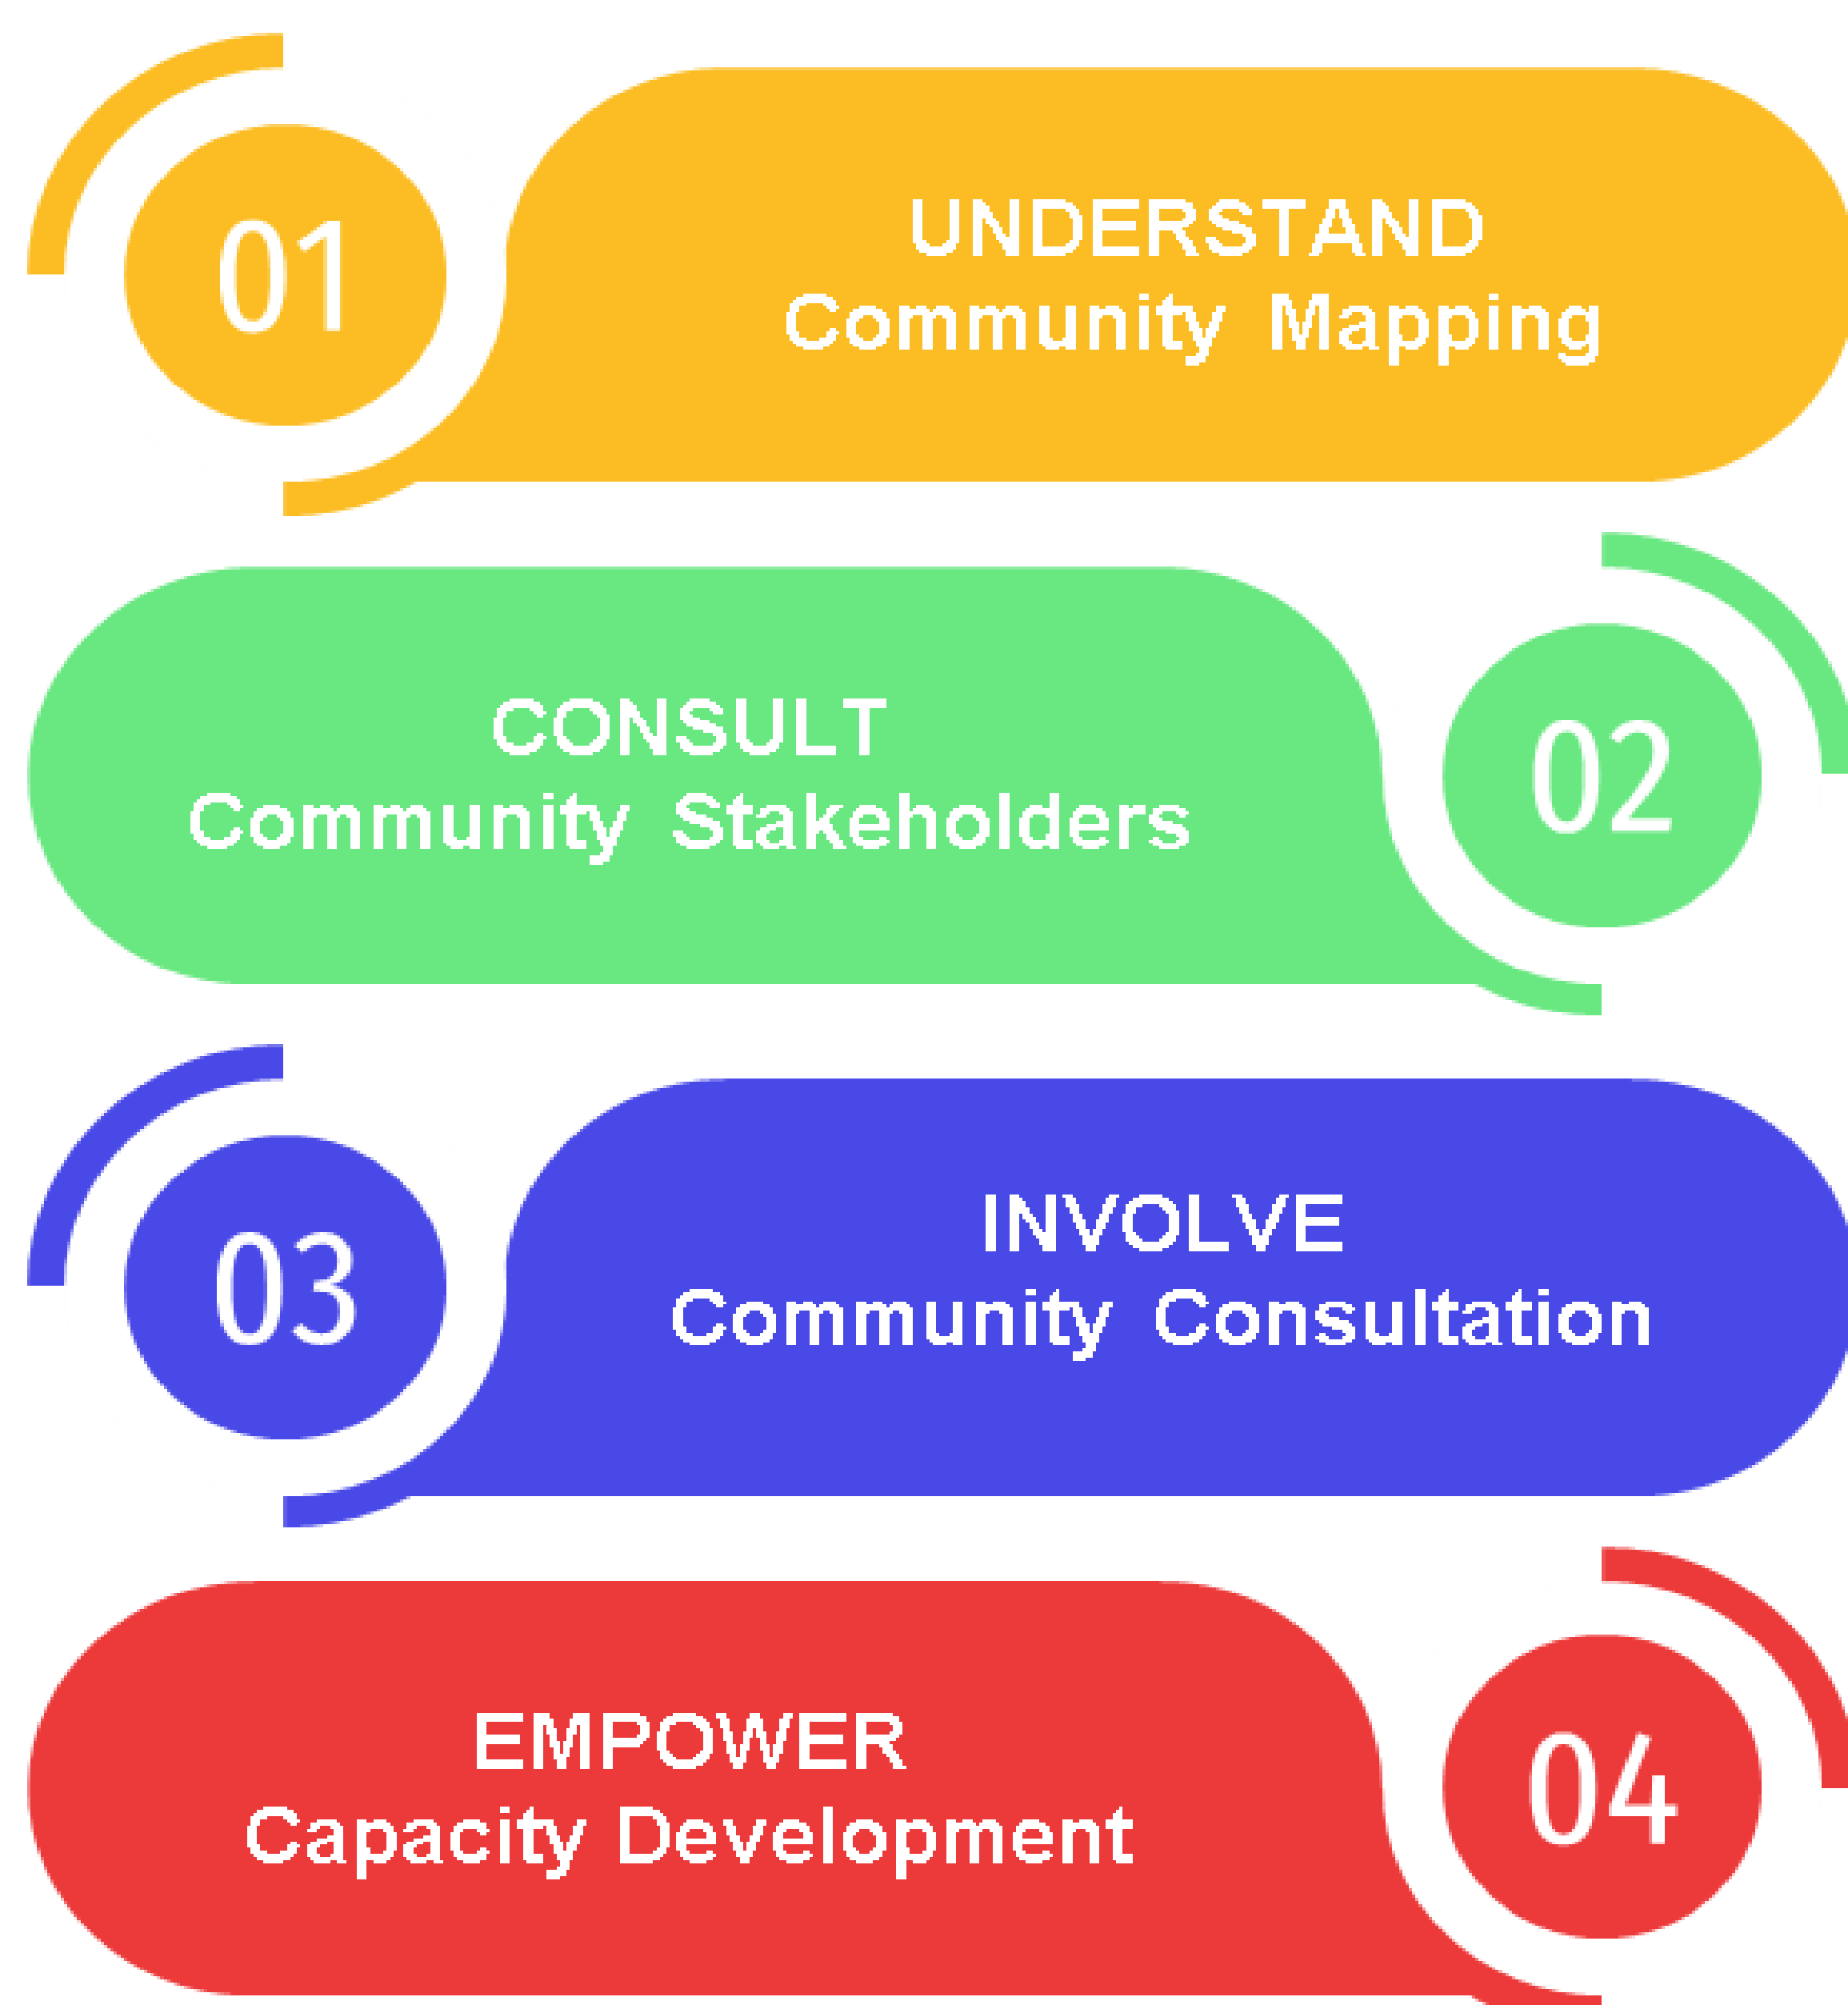 01
UNDERSTAND
Community Mapping
CONSULT
Community Stakeholders
02
03
INVOLVE
Community Consultation
EMPOWER
Capacity Development
04